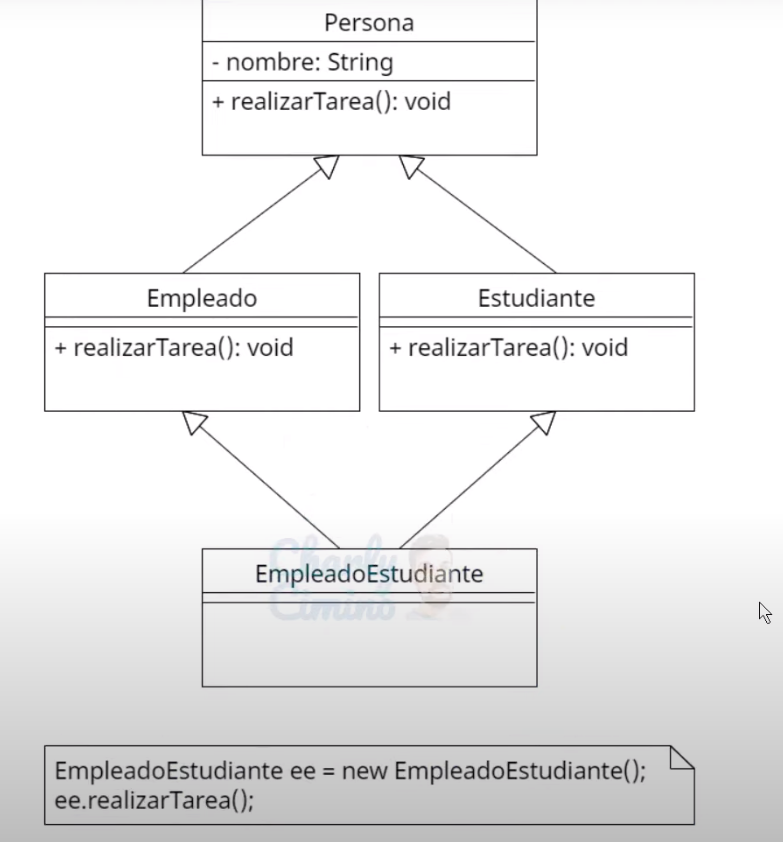 Persona
- nombre: String
+ realizarTarea(): void
Empleado
+ realizarTarea(): void
Estudiante
+ realizarTarea(): void
Charly
Cimino
EmpleadoEstudiante
EmpleadoEstudiante ee = new EmpleadoEstudiante();
ee.realizarTarea();